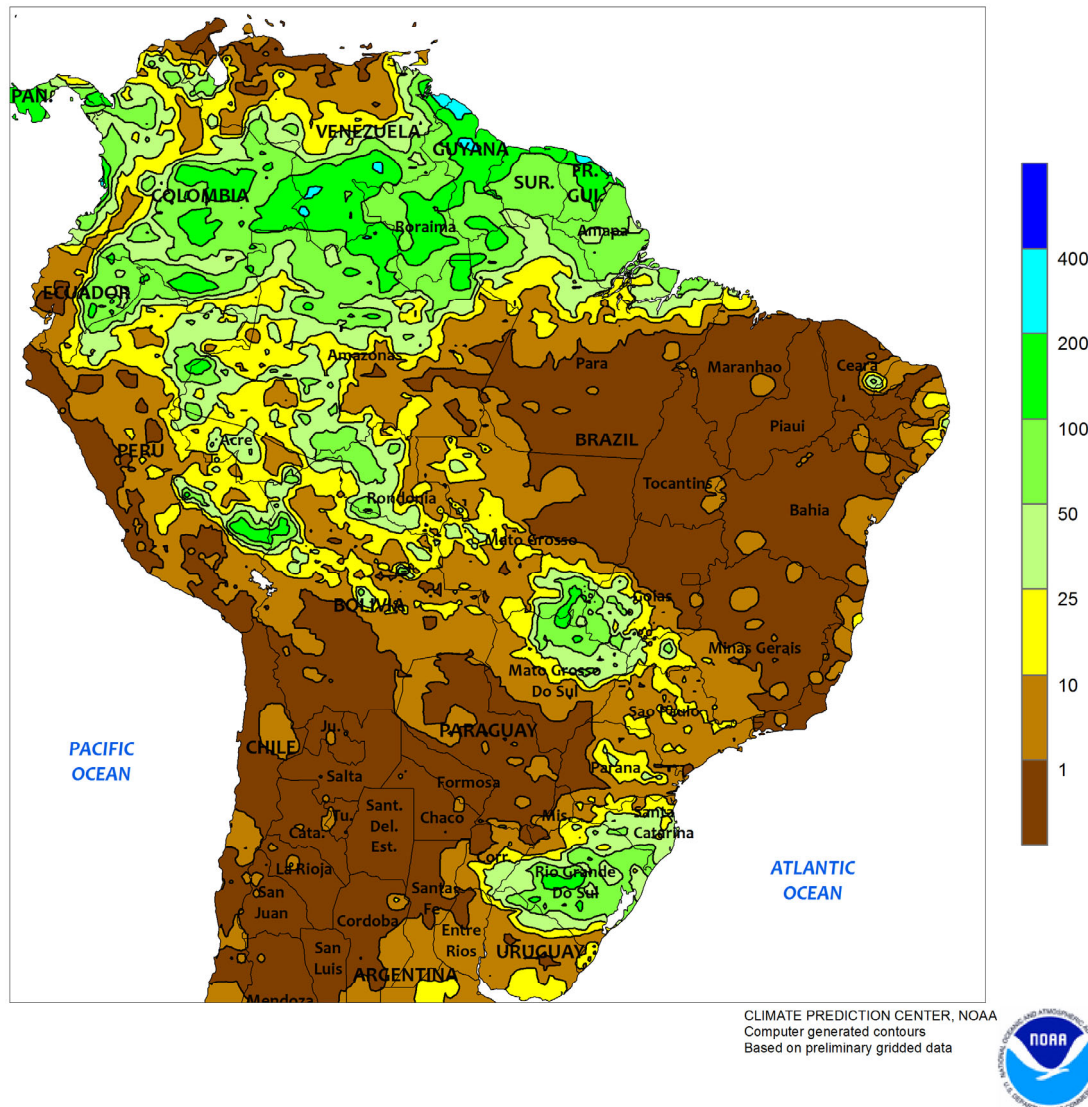 PAN.
VENEZUELA
GUYANA
COLOMBIA
SUR.
FR.
GUI.
Roraima
Amapa
ECUADOR
Amazonas
Para
Maranhao
Ceara
BRAZIL
Piaui
PERU
Acre
Tocantins
Rondonia
Bahia
Mato Grosso
BOLIVIA
Goias
Minas Gerais
Mato Grosso
Do Sul
Sao Paulo
PARAGUAY
CHILE
Ju.
PACIFIC
OCEAN
Salta
Formosa
Parana
Tu.
Sant.
Del.
Est.
Chaco
Mis.
Santa
Catarina
Cata.
Corr.
La Rioja
Rio Grande
Do Sul
ATLANTIC
OCEAN
San
Juan
Santa
Fe
Cordoba
Entre
Rios
San
Luis
URUGUAY
ARGENTINA
Mendoza
400
200
100
50
25
10
1
CLIMATE PREDICTION CENTER, NOAA
Computer generated contours
Based on preliminary gridded data
NOAA